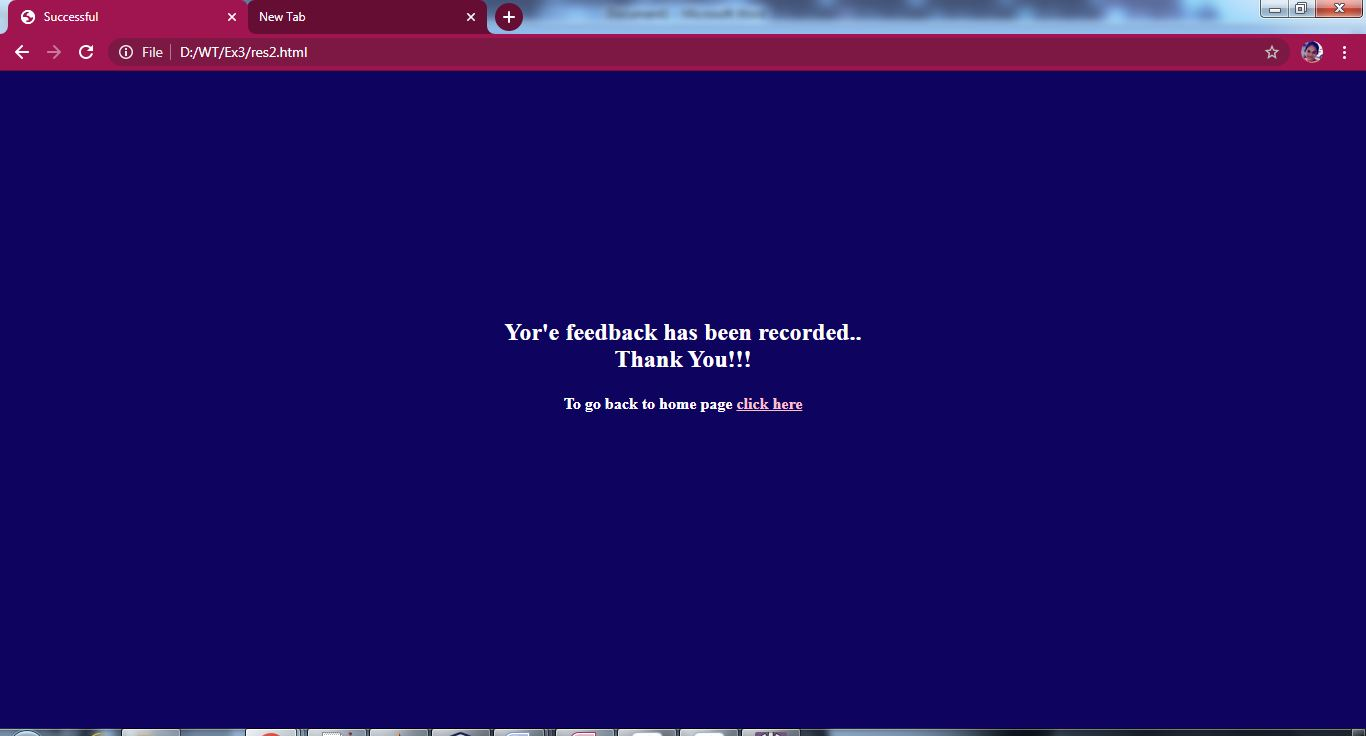 Successful
New Tab
File D:/WT/Ex3/res2.html
Yor'e feedback has been recorded..
Thank You!!!
To go back to home page click here